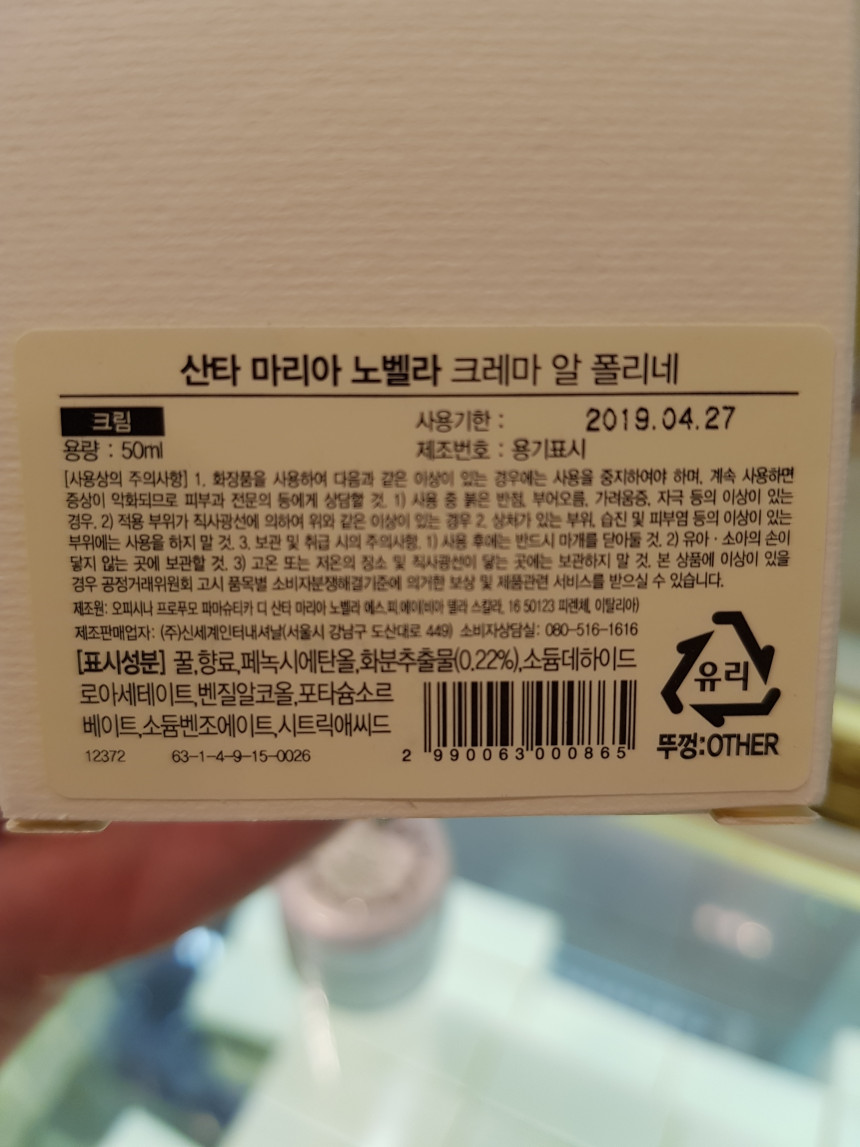 산타 마리아 노벨라 크레마 알 폴리네
크림
사용기한 : 2019.04.27
용량 : 50ml
제조번호 : 용기표시
[사용상의 주의사항] 1. 화장품을 사용하여 다음과 같은 이상이 있는 경우에는 사용을 중지하여야 하며, 계속 사용하면
증상이 악화되므로 피부과 전문의 등에게 상담할 것. 1) 사용 중 붉은 반점, 부어오름, 가려움증, 자극 등의 이상이 있는
경우. 2) 적용 부위가 직사광선에 의하여 위와 같은 이상이 있는 경우 2. 상처가 있는 부위, 습진 및 피부염 등의 이상이 있는
부위에는 사용을 하지 말 것. 3. 보관 및 취급 시의 주의사항. 1) 사용 후에는 반드시 마개를 닫아둘 것. 2) 유아·소아의 손이
닿지 않는 곳에 보관할 것. 3) 고온 또는 저온의 장소 및 직사광선이 닿는 곳에는 보관하지 말 것. 본 상품에 이상이 있을
경우 공정거래위원회 고시 품목별 소비자분쟁해결기준에 의거한 보상 및 제품관련 서비스를 받으실 수 있습니다.
제조원: 오피시나 프로푸모 파마슈티카 디 산타 마리아 노벨라 에스.피.에이(비아 델라 스칼라, 16 50123 피렌체, 이탈리아)
제조판매업자: (주)신세계인터내셔날(서울시 강남구 도산대로 449) 소비자상담실: 080-516-1616
[표시성분] 꿀,향료,페녹시에탄올,화분추출물(0.22%),소듐데하이드
로아세테이트,벤질알코올,포타슘소르
베이트,소듐벤조에이트,시트릭애씨드
12372 63-1-4-9-15-0026
2 990063 000865
유리
뚜껑:OTHER